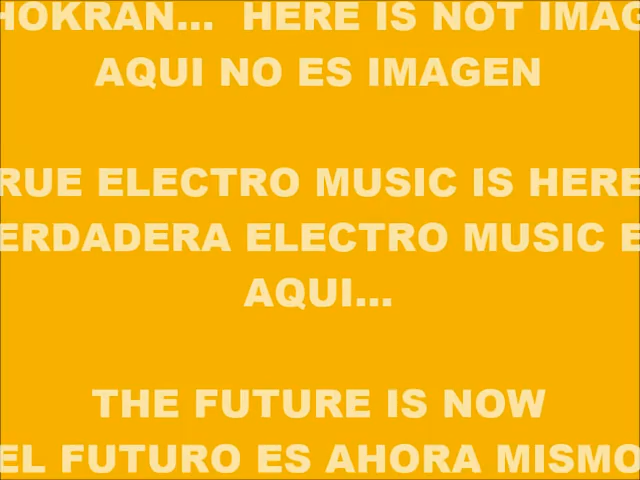 HOKRAN... HERE IS NOT IMAG
AQUI NO ES IMAGEN
RUE ELECTRO MUSIC IS HERE
ERDADERA ELECTRO MUSIC E
AQUI...
THE FUTURE IS NOW
EL FUTURO ES AHORA MISMO